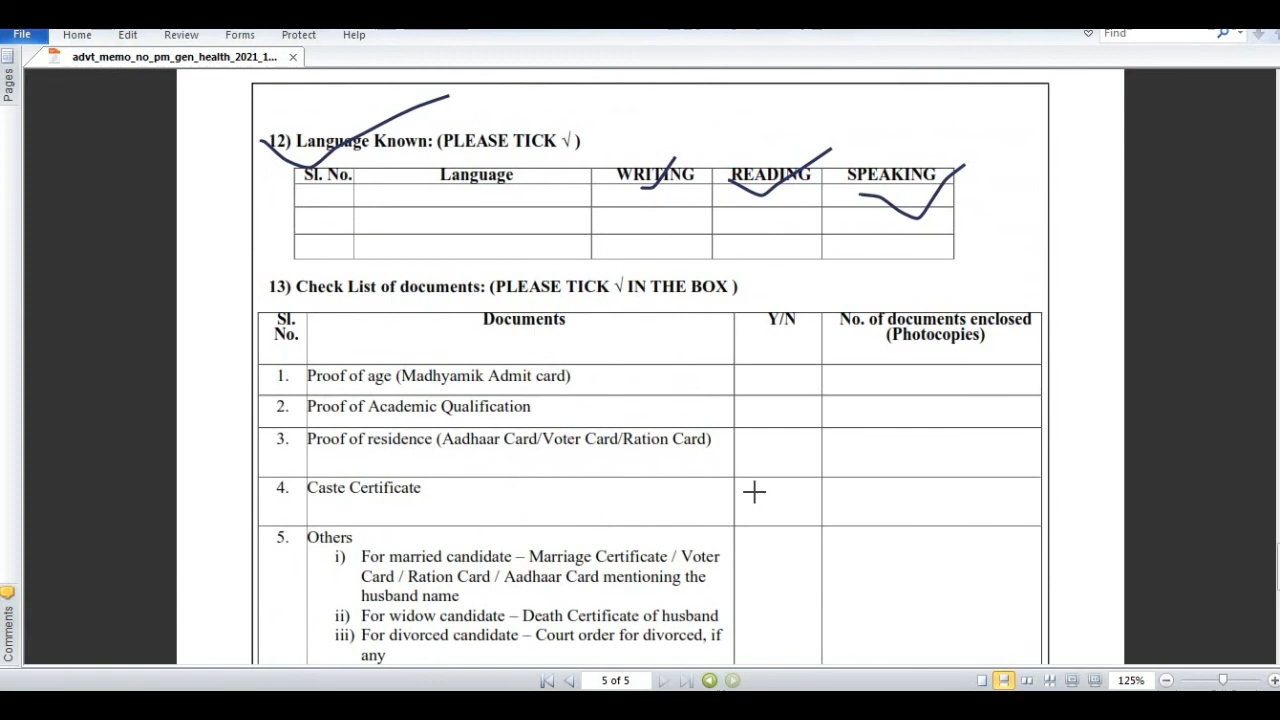 File Home Edit Review Forms Protect Help Find
advt_memo_no_pm_gen_health_2021_1...
Pages
12) Language Known: (PLEASE TICK √ )
Sl. No. Language WRITING READING SPEAKING
13) Check List of documents: (PLEASE TICK √ IN THE BOX )
Sl. No. Documents Y/N No. of documents enclosed (Photocopies)
1. Proof of age (Madhyamik Admit card)
2. Proof of Academic Qualification
3. Proof of residence (Aadhaar Card/Voter Card/Ration Card)
4. Caste Certificate
5. Others
i) For married candidate – Marriage Certificate / Voter
Card / Ration Card / Aadhaar Card mentioning the
husband name
ii) For widow candidate – Death Certificate of husband
iii) For divorced candidate – Court order for divorced, if
any
Comments
5 of 5 125%